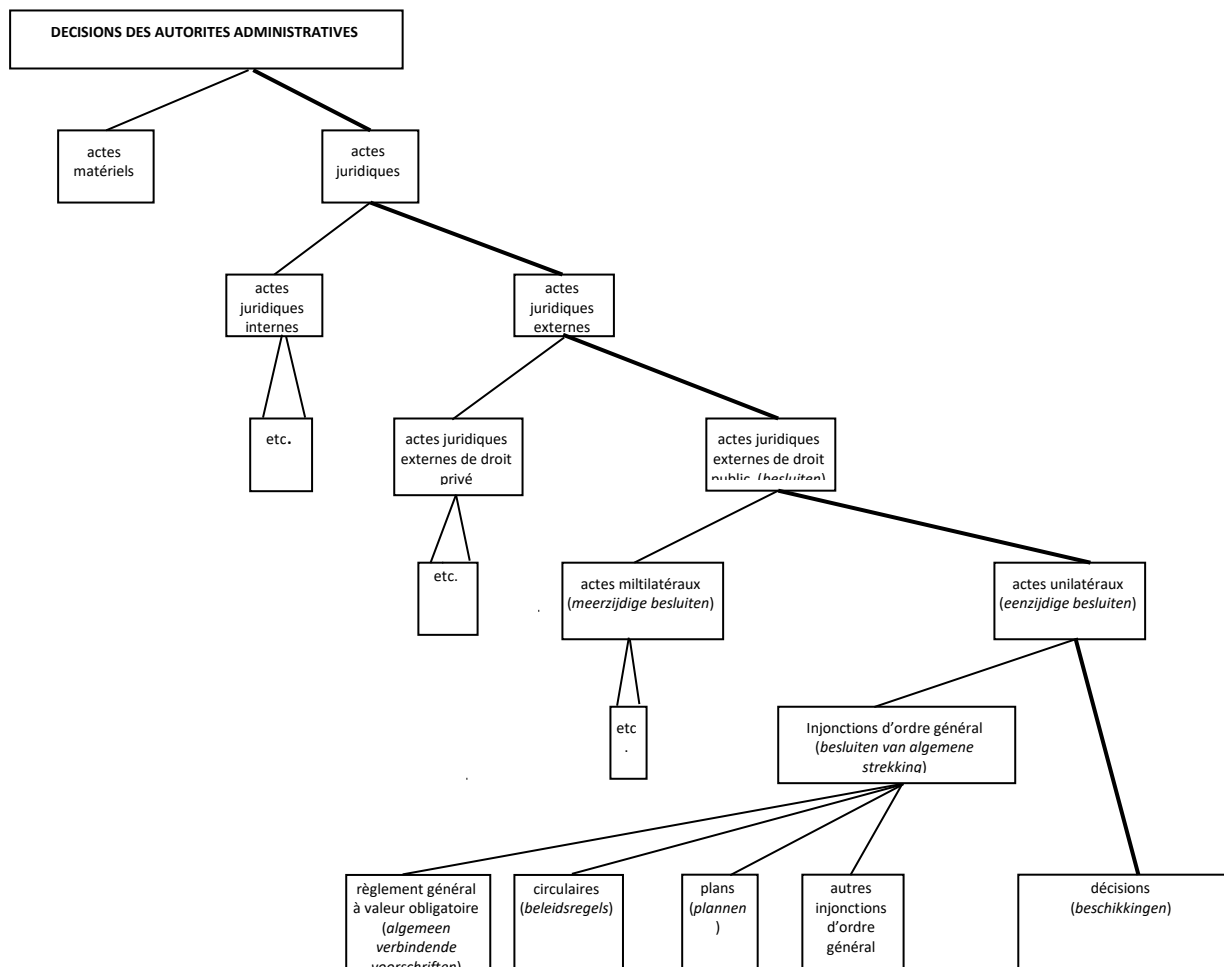 DECISIONS DES AUTORITES ADMINISTRATIVES
actes
matériels
actes
juridiques
actes
juridiques
internes
actes
juridiques
externes
etc.
actes juridiques
externes de droit
privé
actes juridiques
externes de droit
public (besluiten)
etc.
actes miltilatéraux
(meerzijdige besluiten)
actes unilatéraux
(eenzijdige besluiten)
etc
.
Injonctions d'ordre général
(besluiten van algemene
strekking)
règlement général
à valeur obligatoire
(algemeen
verbindende
voorschriften)
circulaires
(beleidsregels)
plans
(plannen
)
autres
injonctions
d'ordre
général
décisions
(beschikkingen)